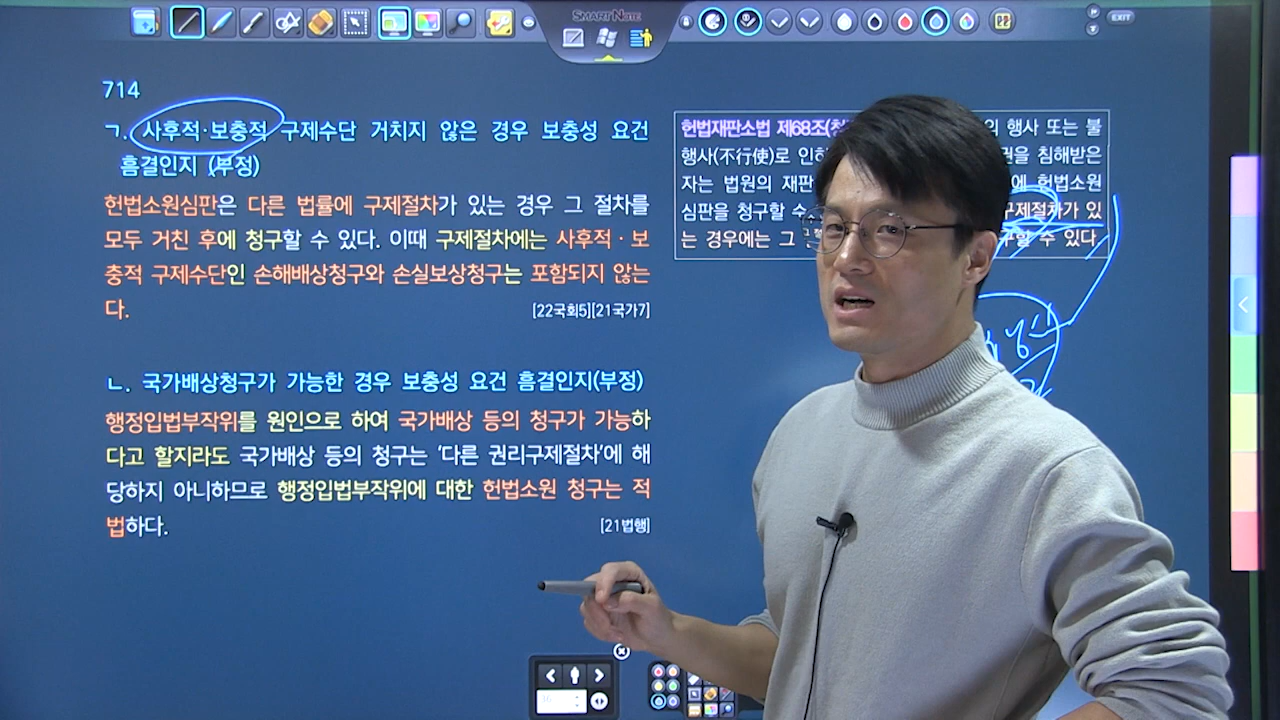 SMART NOTE
EXIT
714
ㄱ. 사후적·보충적 구제수단 거치지 않은 경우 보충성 요건
흠결인지 (부정)
헌법소원심판은 다른 법률에 구제절차가 있는 경우 그 절차를
모두 거친 후에 청구할 수 있다. 이때 구제절차에는 사후적·보
충적 구제수단인 손해배상청구와 손실보상청구는 포함되지 않는
다.
[22국회5][21국가7]
ㄴ. 국가배상청구가 가능한 경우 보충성 요건 흠결인지(부정)
행정입법부작위를 원인으로 하여 국가배상 등의 청구가 가능하
다고 할지라도 국가배상 등의 청구는 '다른 권리구제절차'에 해
당하지 아니하므로 행정입법부작위에 대한 헌법소원 청구는 적
법하다.
[21법행]
헌법재판소법 제68조(청 의 행사 또는 불
행사(不行使)로 인하 권을 침해받은
자는 법원의 재판 에 헌법소원
심판을 청구할 수 구제절차가 있
는 경우에는 그 구할 수 있다